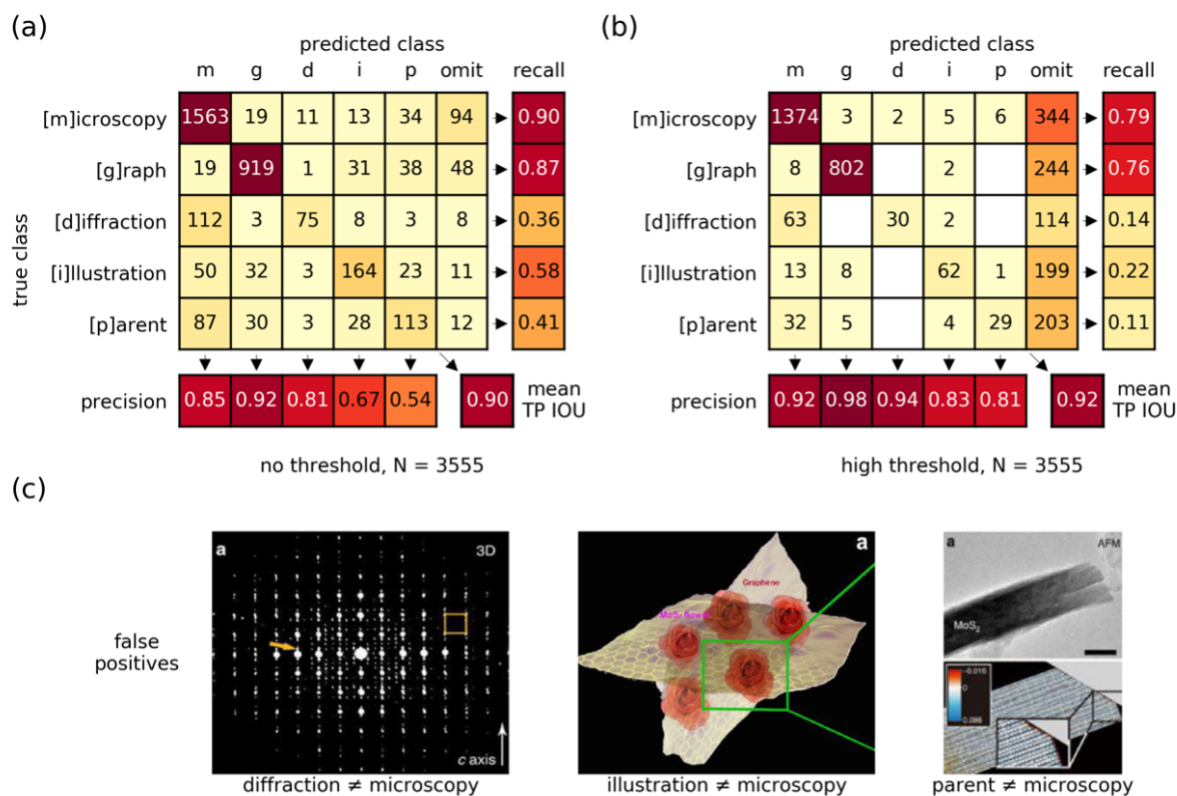 (a)
predicted class
m g d i p omit recall
[m]icroscopy 1563 19 11 13 34 94 0.90
[g]raph 19 919 1 31 38 48 0.87
[d]iffraction 112 3 75 8 3 8 0.36
[i]llustration 50 32 3 164 23 11 0.58
[p]arent 87 30 3 28 113 12 0.41
true class
precision 0.85 0.92 0.81 0.67 0.54 0.90 mean
TP IOU
no threshold, N = 3555
(b)
predicted class
m g d i p omit recall
[m]icroscopy 1374 3 2 5 6 344 0.79
[g]raph 8 802 2 244 0.76
[d]iffraction 63 30 2 114 0.14
[i]llustration 13 8 62 1 199 0.22
[p]arent 32 5 4 29 203 0.11
precision 0.92 0.98 0.94 0.83 0.81 0.92 mean
TP IOU
high threshold, N = 3555
(c)
false
positives
a 3D
c axis
diffraction ≠ microscopy
a
Graphene
MoS₂ flower
illustration ≠ microscopy
a AFM
MoS₂
-0.016
0
0.086
parent ≠ microscopy